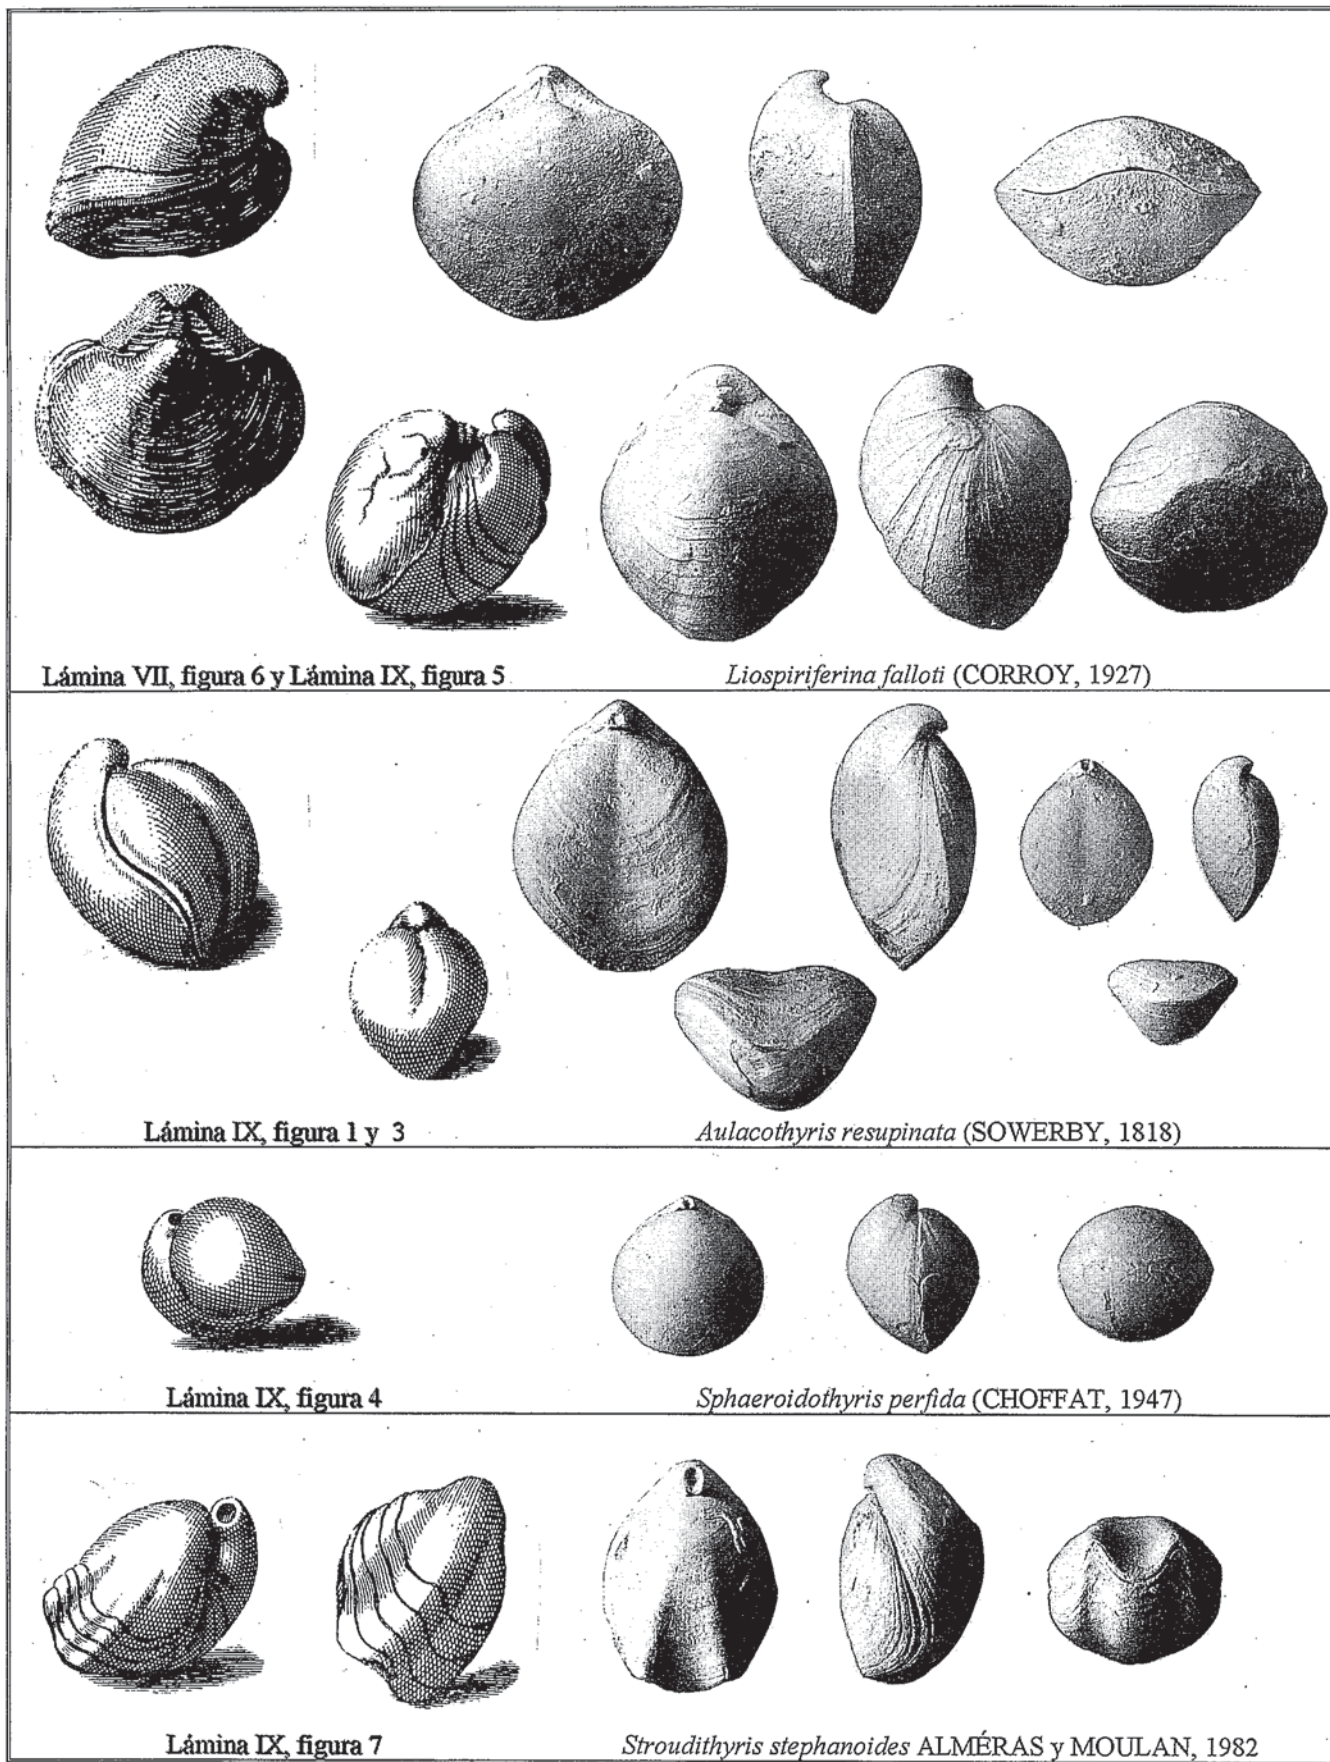 Lámina VII, figura 6 y Lámina IX, figura 5
Liospiriferina falloti (CORROY, 1927)
Lámina IX, figura 1 y 3
Aulacothyris resupinata (SOWERBY, 1818)
Lámina IX, figura 4
Sphaeroidothyris perfida (CHOFFAT, 1947)
Lámina IX, figura 7
Stroudithyris stephanoides ALMÉRAS y MOULAN, 1982